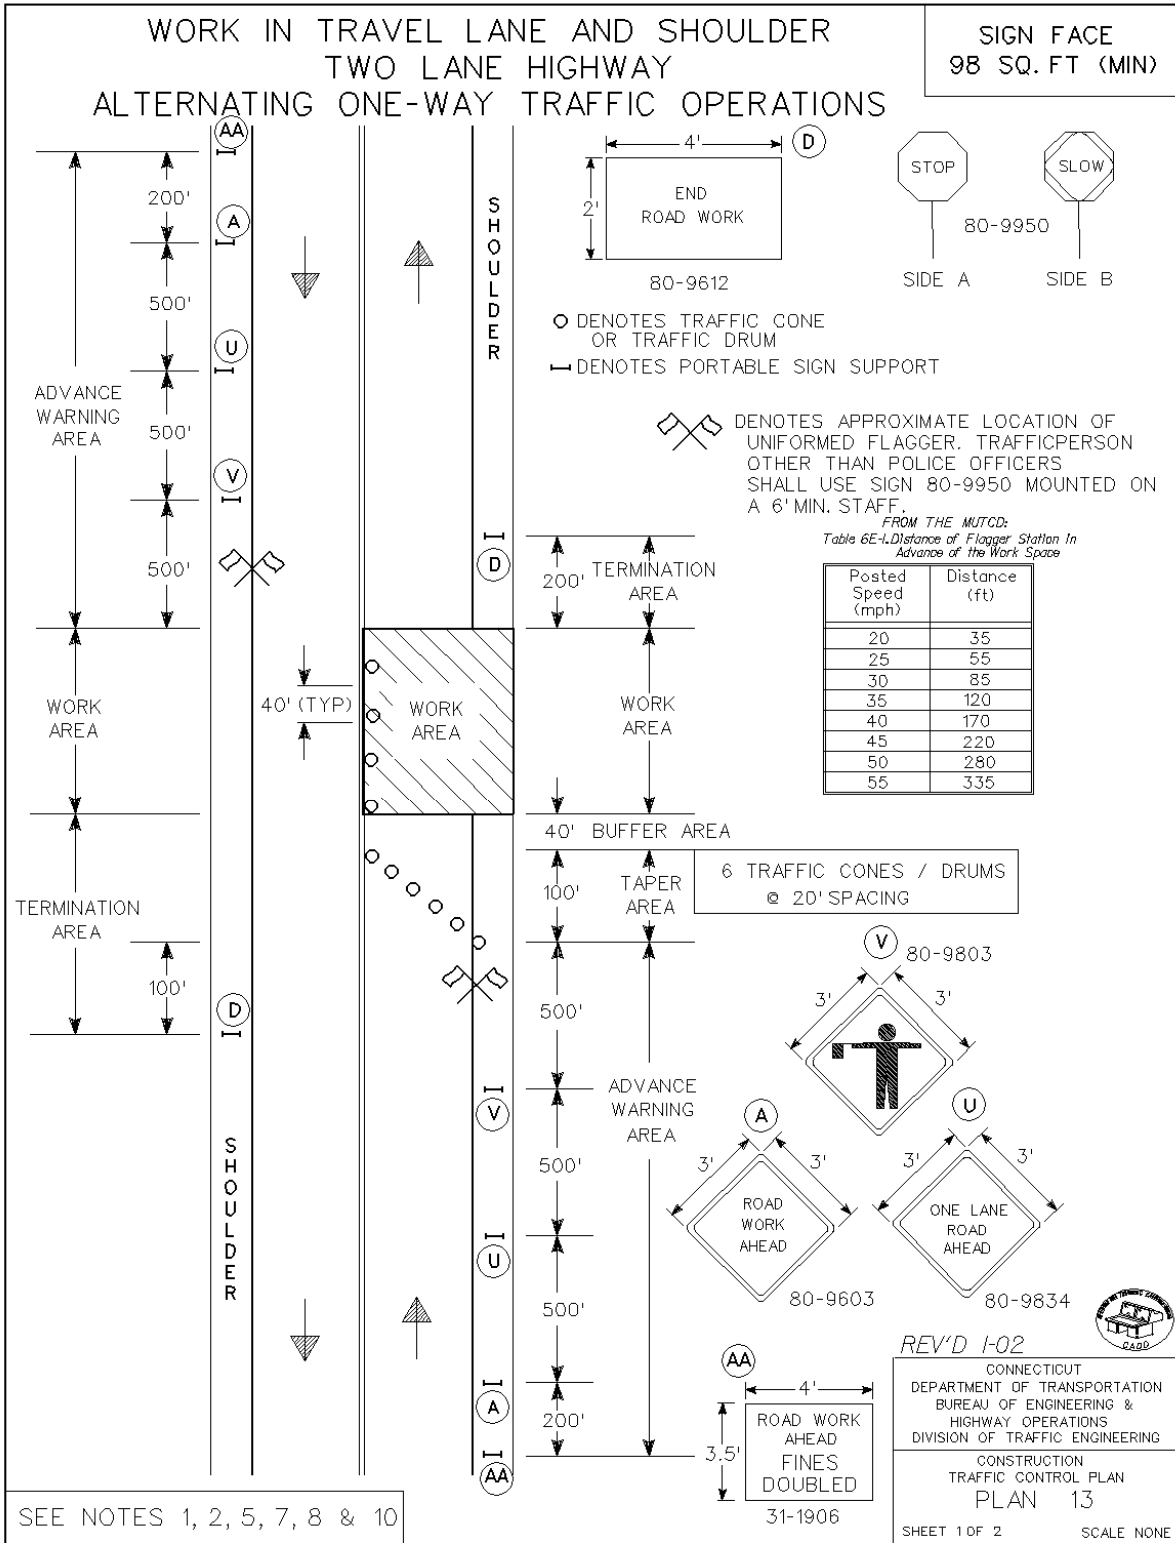 WORK IN TRAVEL LANE AND SHOULDER
TWO LANE HIGHWAY
ALTERNATING ONE-WAY TRAFFIC OPERATIONS
SIGN FACE
98 SQ. FT (MIN)
AA
200'
A
500'
U
500'
V
500'
ADVANCE
WARNING
AREA
SHOULDER
4'
D
2'
END
ROAD WORK
80-9612
STOP
SLOW
80-9950
SIDE A
SIDE B
DENOTES TRAFFIC CONE
OR TRAFFIC DRUM
DENOTES PORTABLE SIGN SUPPORT
DENOTES APPROXIMATE LOCATION OF
UNIFORMED FLAGGER. TRAFFICPERSON
OTHER THAN POLICE OFFICERS
SHALL USE SIGN 80-9950 MOUNTED ON
A 6' MIN. STAFF.
FROM THE MUTCD:
Table 6E-1. Distance of Flagger Station in
Advance of the Work Space
Posted Speed (mph) Distance (ft)
20 35
25 55
30 85
35 120
40 170
45 220
50 280
55 335
D
200'
TERMINATION
AREA
WORK
AREA
40' (TYP)
WORK
AREA
WORK
AREA
40' BUFFER AREA
100'
TAPER
AREA
6 TRAFFIC CONES / DRUMS
@ 20' SPACING
TERMINATION
AREA
100'
D
SHOULDER
500'
V
500'
U
500'
A
200'
AA
ADVANCE
WARNING
AREA
V
80-9803
3'
3'
A
3'
3'
ROAD
WORK
AHEAD
80-9603
U
3'
3'
ONE LANE
ROAD
AHEAD
80-9834
AA
4'
3.5'
ROAD WORK
AHEAD
FINES
DOUBLED
31-1906
REV'D 1-02
CADD
CONNECTICUT
DEPARTMENT OF TRANSPORTATION
BUREAU OF ENGINEERING &
HIGHWAY OPERATIONS
DIVISION OF TRAFFIC ENGINEERING
CONSTRUCTION
TRAFFIC CONTROL PLAN
PLAN 13
SHEET 1 OF 2 SCALE NONE
SEE NOTES 1, 2, 5, 7, 8 & 10